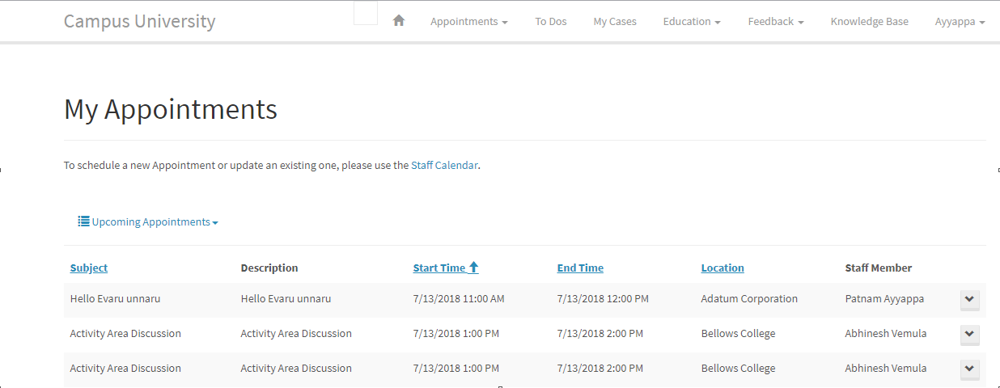 Campus University Appointments To Dos My Cases Education Feedback Knowledge Base Ayyappa
My Appointments
To schedule a new Appointment or update an existing one, please use the Staff Calendar.
Upcoming Appointments
Subject Description Start Time End Time Location Staff Member
Hello Evaru unnaru Hello Evaru unnaru 7/13/2018 11:00 AM 7/13/2018 12:00 PM Adatum Corporation Patnam Ayyappa
Activity Area Discussion Activity Area Discussion 7/13/2018 1:00 PM 7/13/2018 2:00 PM Bellows College Abhinesh Vemula
Activity Area Discussion Activity Area Discussion 7/13/2018 1:00 PM 7/13/2018 2:00 PM Bellows College Abhinesh Vemula